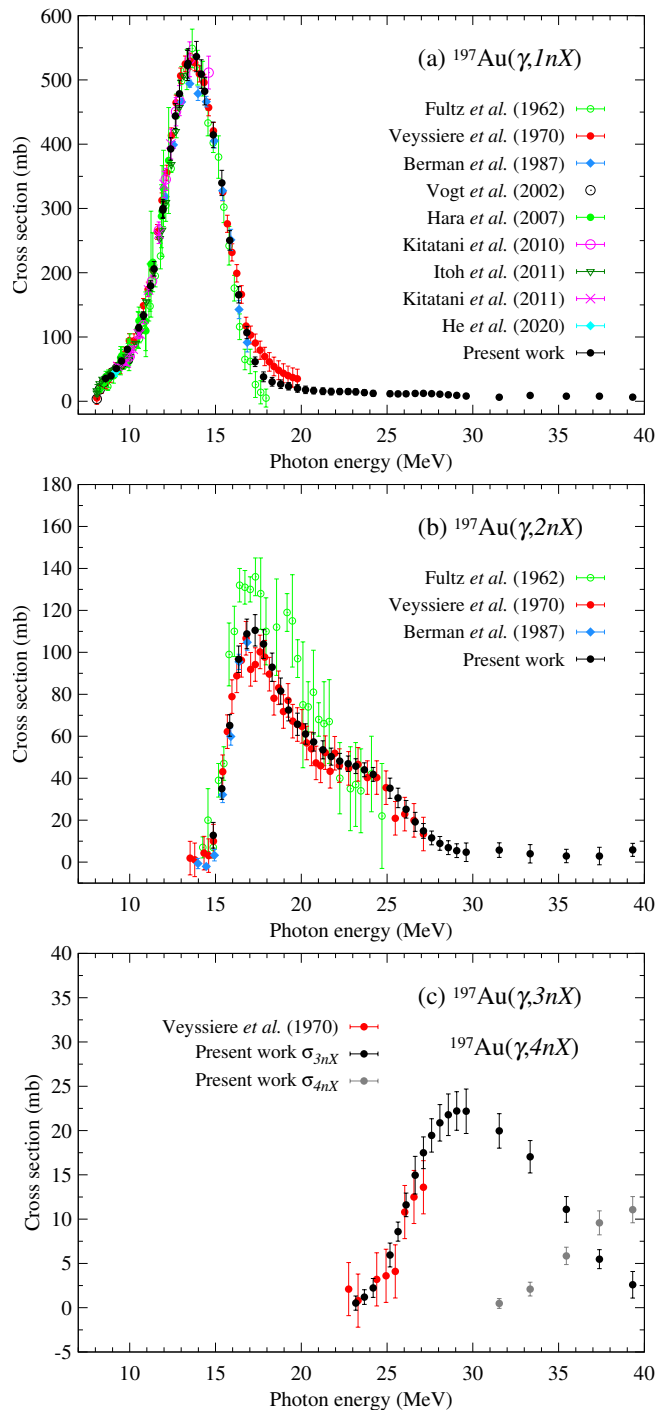 600
500
400
300
200
100
0
Cross section (mb)
(a) ¹⁹⁷Au(γ,1nX)
Fultz et al. (1962)
Veyssiere et al. (1970)
Berman et al. (1987)
Vogt et al. (2002)
Hara et al. (2007)
Kitatani et al. (2010)
Itoh et al. (2011)
Kitatani et al. (2011)
He et al. (2020)
Present work
10 15 20 25 30 35 40
Photon energy (MeV)
180
160
140
120
100
80
60
40
20
0
Cross section (mb)
(b) ¹⁹⁷Au(γ,2nX)
Fultz et al. (1962)
Veyssiere et al. (1970)
Berman et al. (1987)
Present work
10 15 20 25 30 35 40
Photon energy (MeV)
40
35
30
25
20
15
10
5
0
-5
Cross section (mb)
(c) ¹⁹⁷Au(γ,3nX)
¹⁹⁷Au(γ,4nX)
Veyssiere et al. (1970)
Present work σ₃ₙₓ
Present work σ₄ₙₓ
10 15 20 25 30 35 40
Photon energy (MeV)